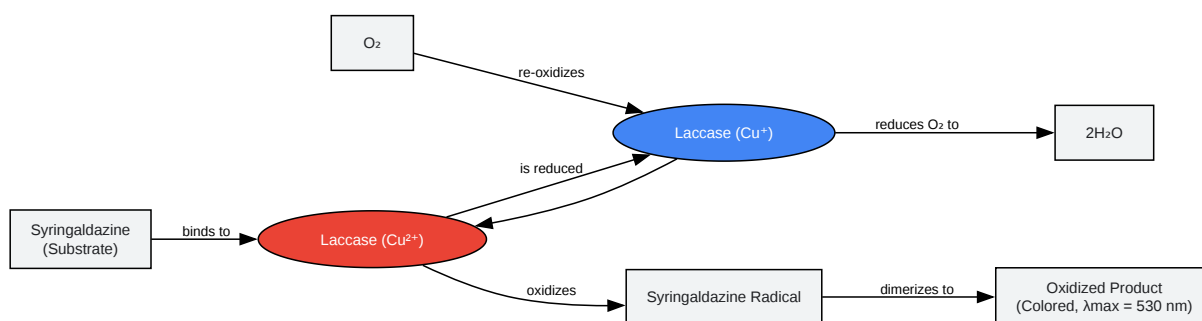 O₂
re-oxidizes
Laccase (Cu⁺)
reduces O₂ to
2H₂O
is reduced
Syringaldazine
(Substrate)
binds to
Laccase (Cu²⁺)
oxidizes
Syringaldazine Radical
dimerizes to
Oxidized Product
(Colored, λmax = 530 nm)